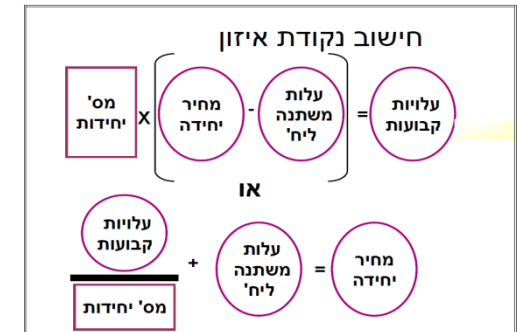 חישוב נקודת איזון
עלויות
קבועות
=
עלות
משתנה
ליח'
-
מחיר
יחידה
X
מס'
יחידות
או
עלויות
קבועות
מס' יחידות
+
עלות
משתנה
ליח'
=
מחיר
יחידה